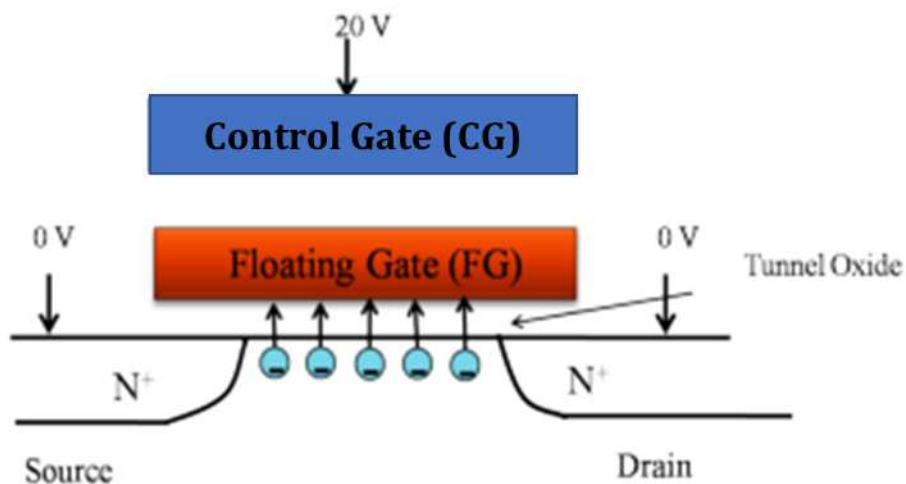 20 V
Control Gate (CG)
0 V
Floating Gate (FG)
0 V
Tunnel Oxide
N⁺
N⁺
Source
Drain